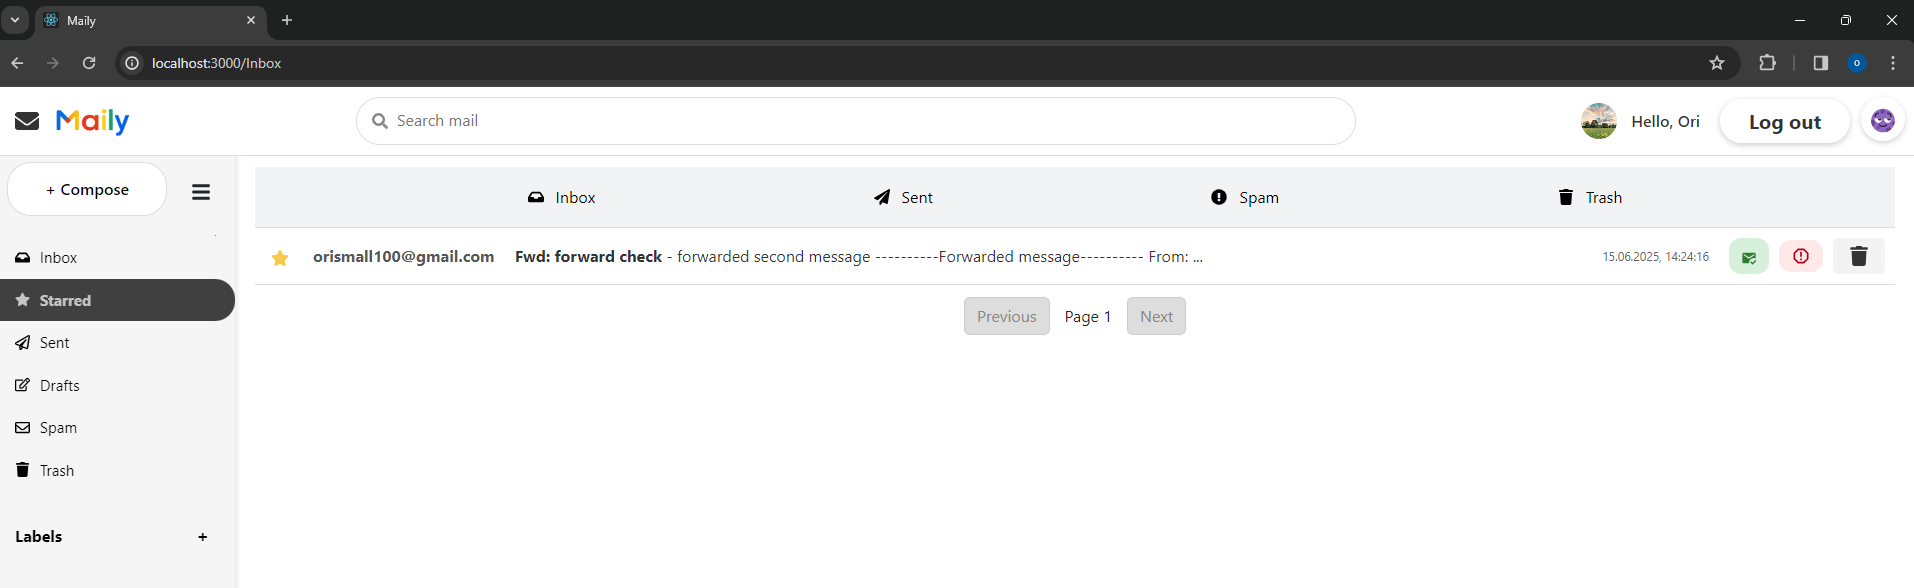 Maily
localhost:3000/Inbox
Maily
Search mail
Hello, Ori
Log out
+ Compose
Inbox
Starred
Sent
Drafts
Spam
Trash
Labels +
Inbox Sent Spam Trash
orismall100@gmail.com Fwd: forward check - forwarded second message ----------Forwarded message---------- From: ... 15.06.2025, 14:24:16
Previous Page 1 Next